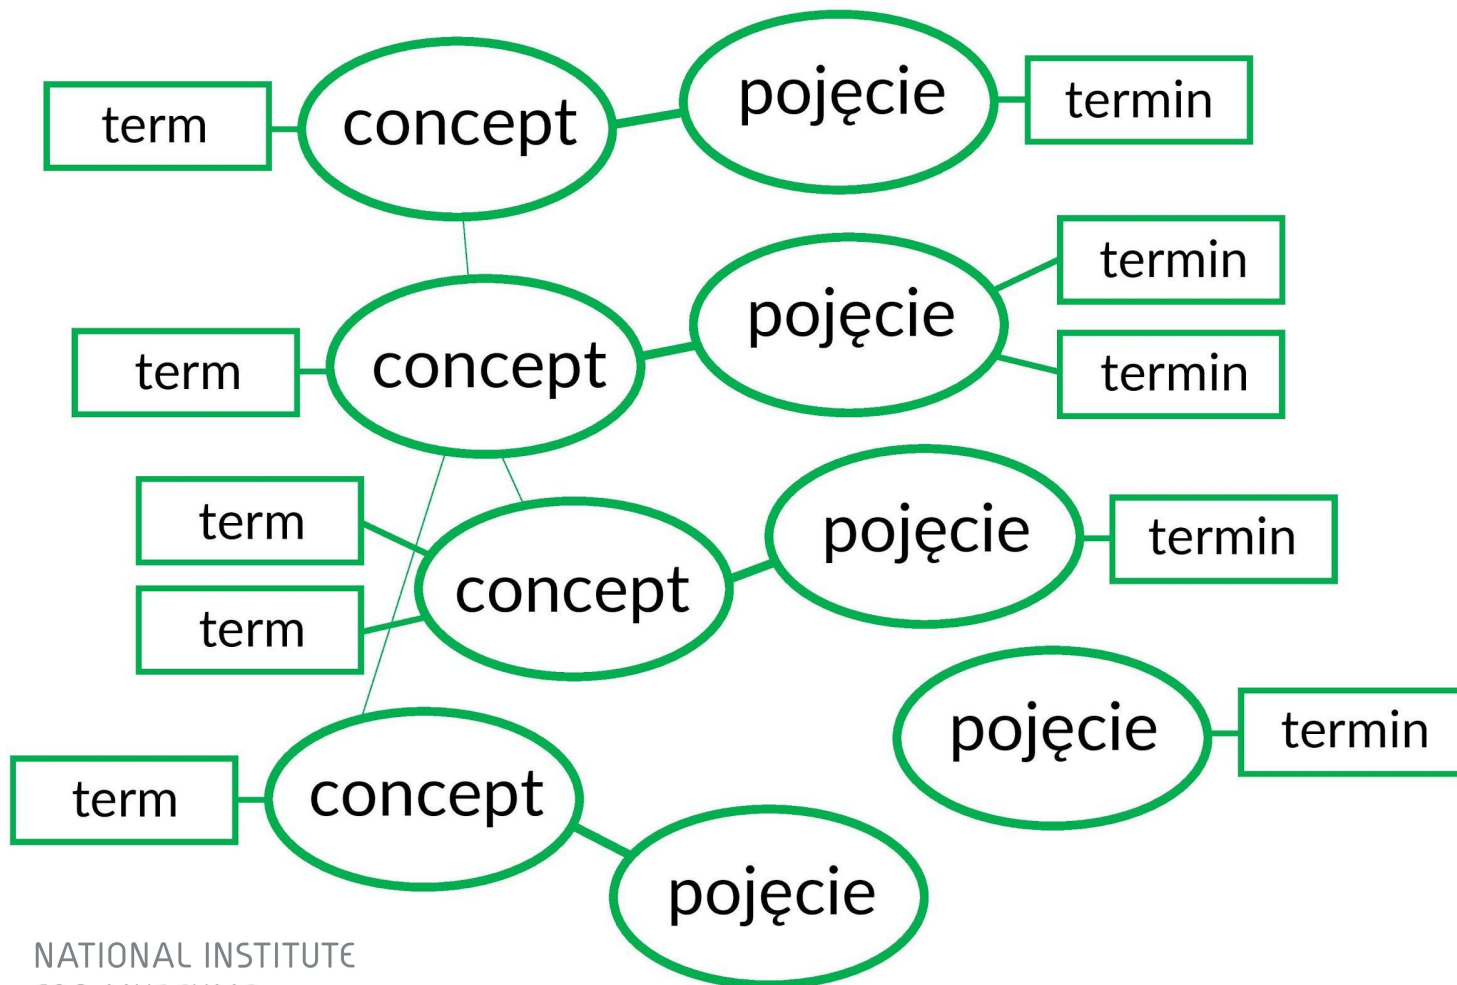 term concept pojęcie termin
term concept pojęcie termin
termin
term concept pojęcie termin
term
pojęcie termin
term concept
pojęcie
NATIONAL INSTITUTE